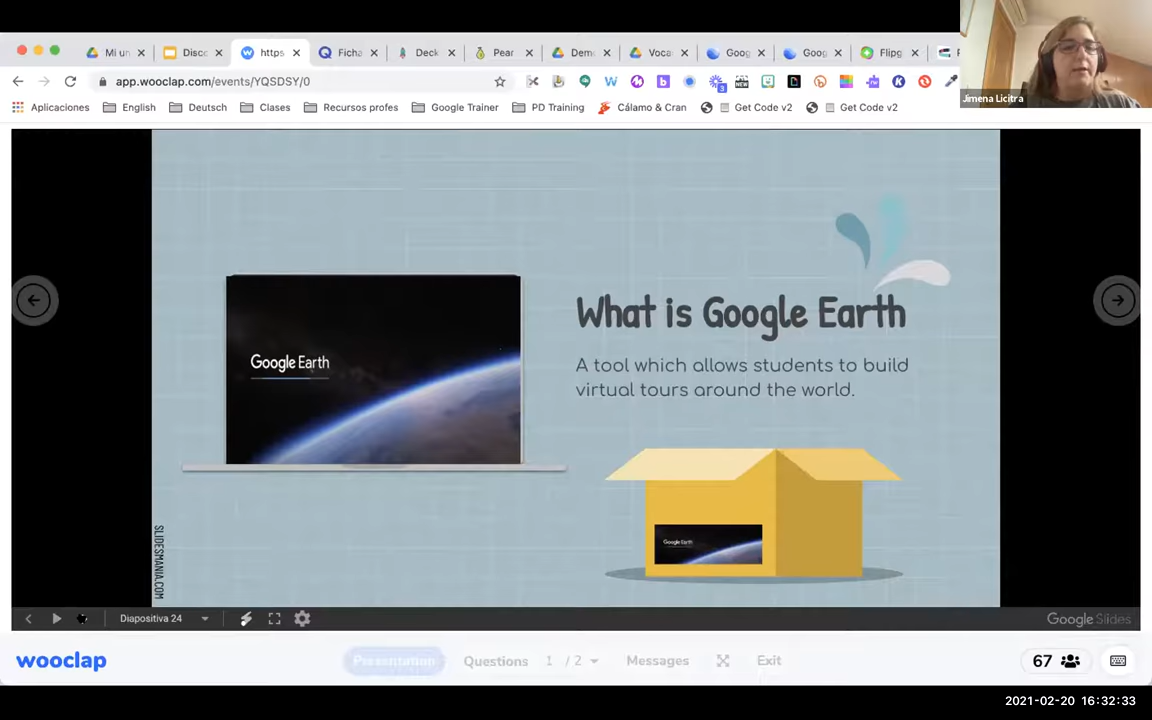 Mi un
Disco
https
Ficha
Deck
Pear
Demo
Voca
Goog
Goog
Flipg
app.wooclap.com/events/YQSDSY/0
Aplicaciones
English
Deutsch
Clases
Recursos profes
Google Trainer
PD Training
Cálamo & Cran
Get Code v2
Get Code v2
Jimena Licitra
What is Google Earth
A tool which allows students to build
virtual tours around the world.
Google Earth
Google Earth
SLIDESMANIA.COM
Diapositiva 24
Google Slides
wooclap
Presentation
Questions
1 / 2
Messages
Exit
67
2021-02-20 16:32:33